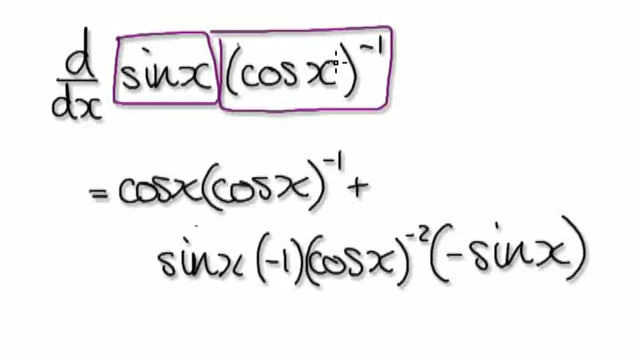 d/dx sinx (cosx)⁻¹
= cosx(cosx)⁻¹ +
sinx (-1)(cosx)⁻²(-sinx)